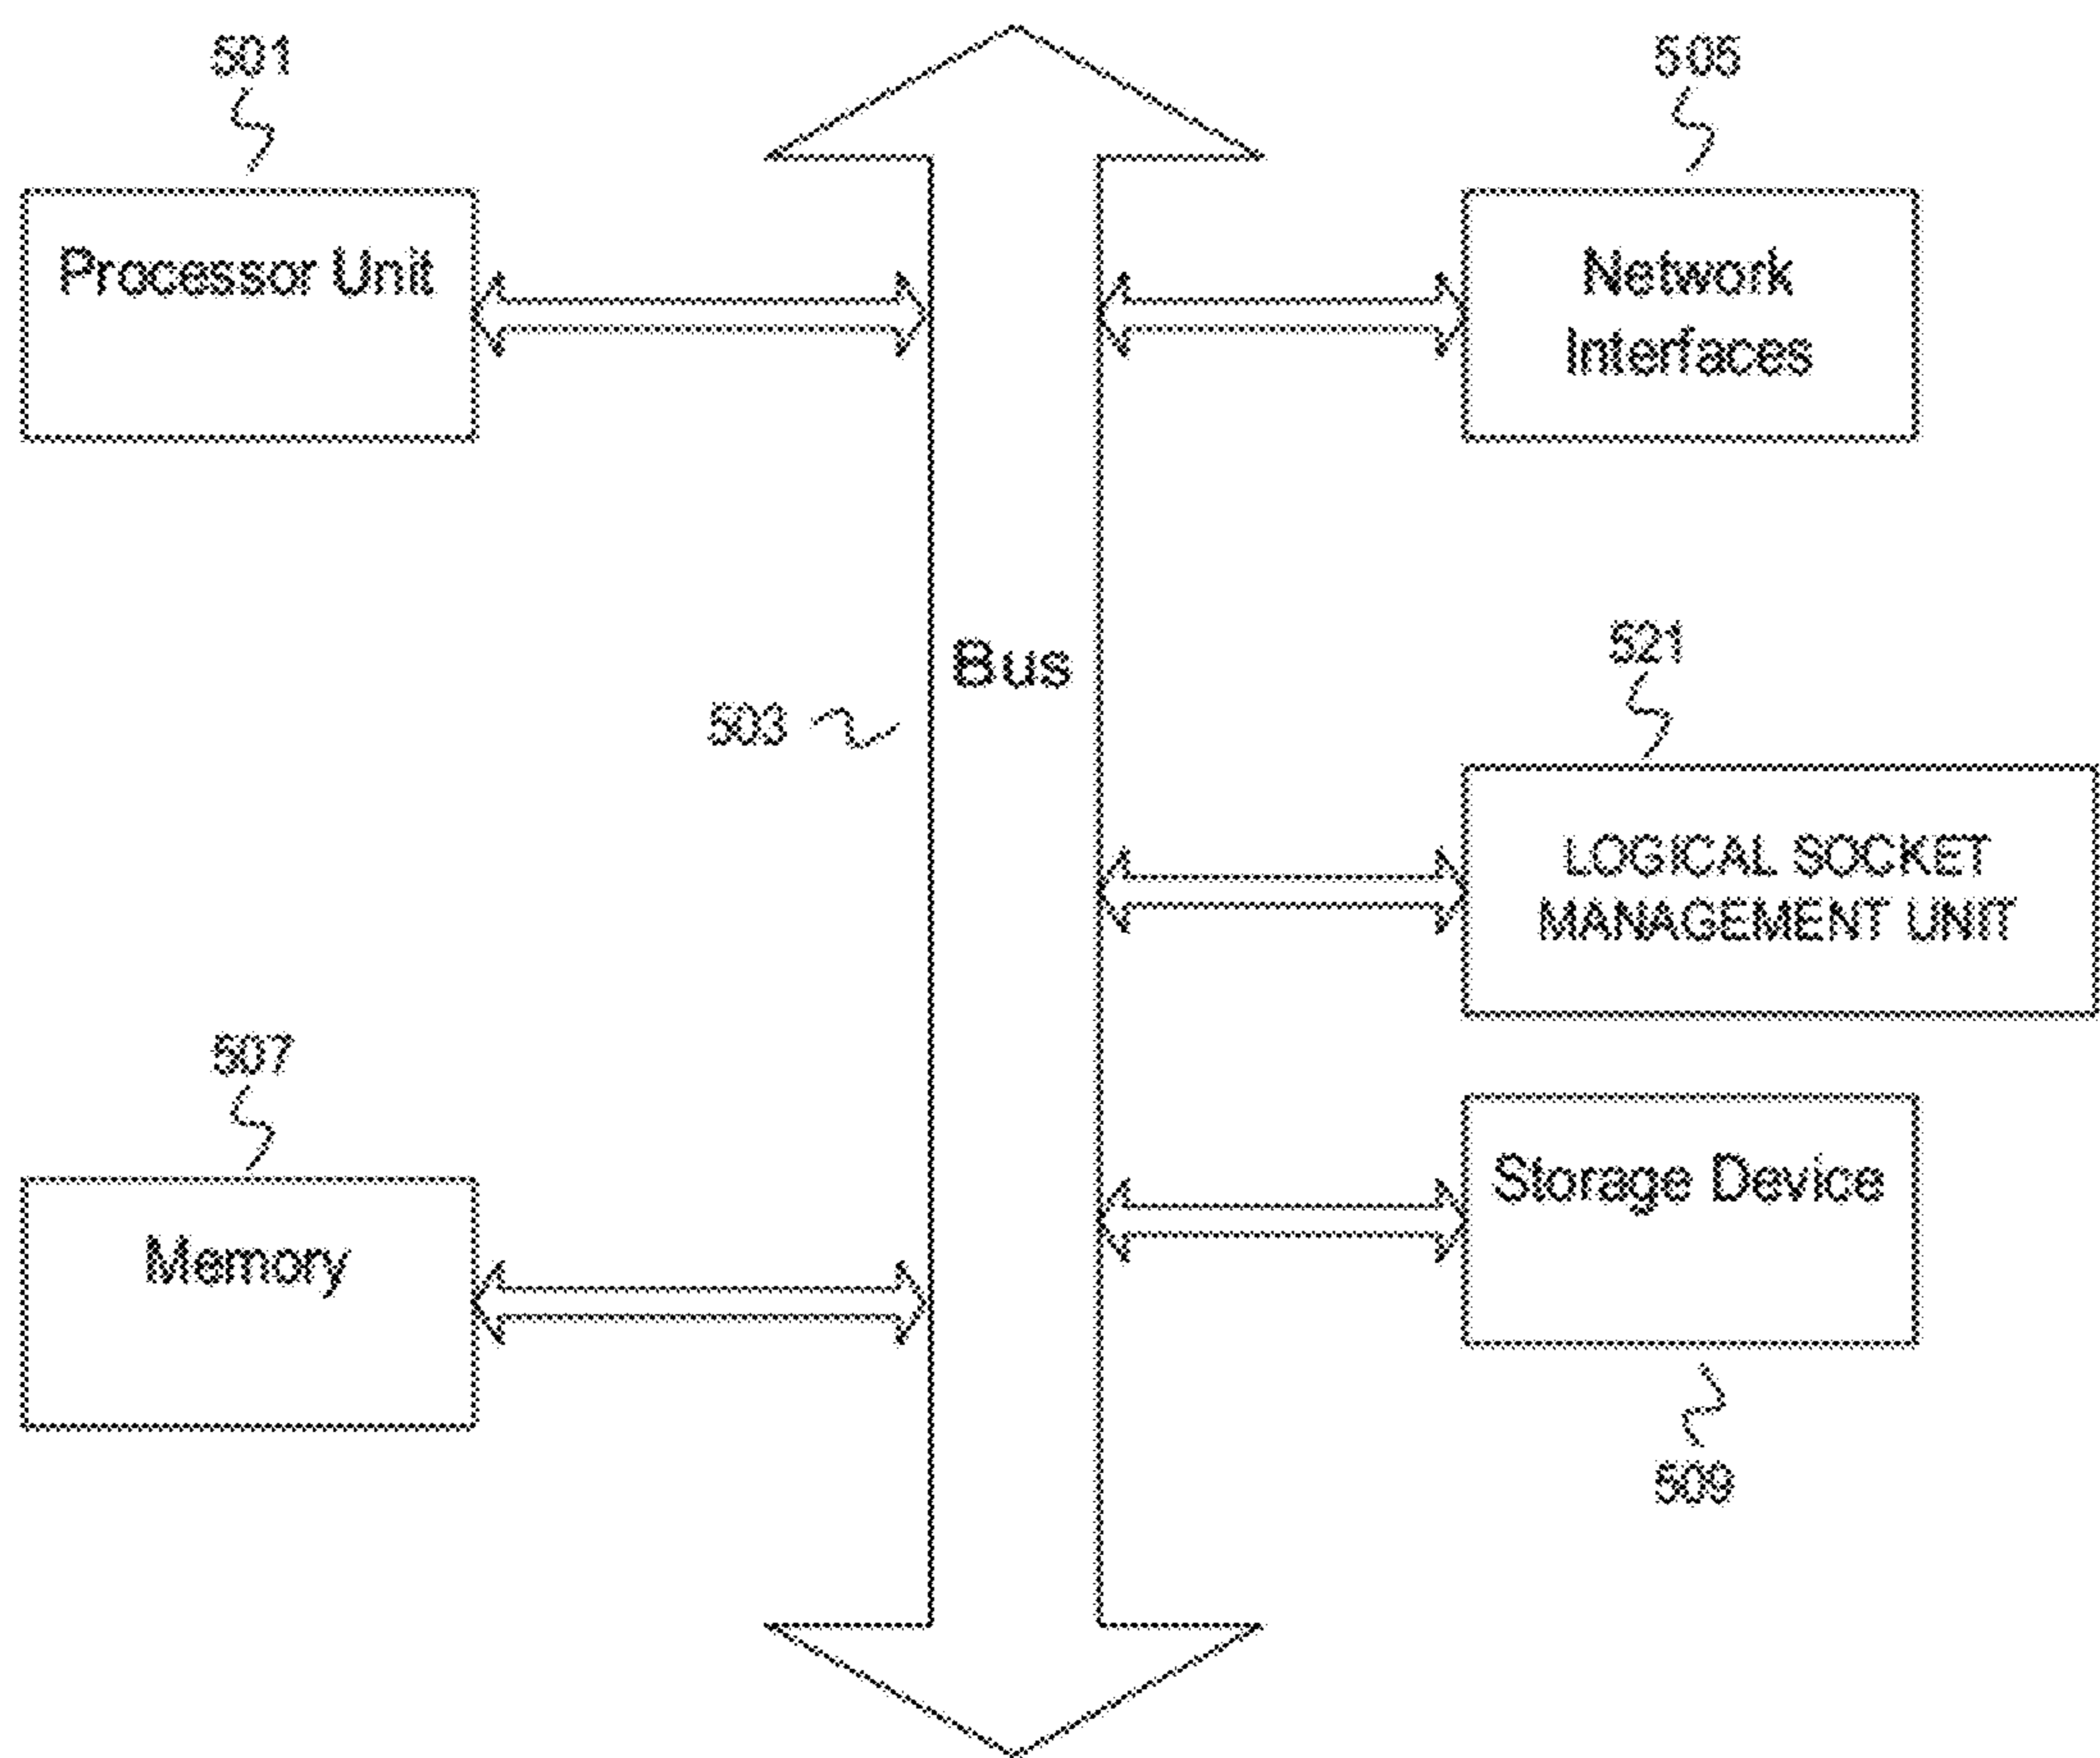 501
505
Processor Unit
Network
Interfaces
Bus
521
503
LOGICAL SOCKET
MANAGEMENT UNIT
507
Storage Device
Memory
509